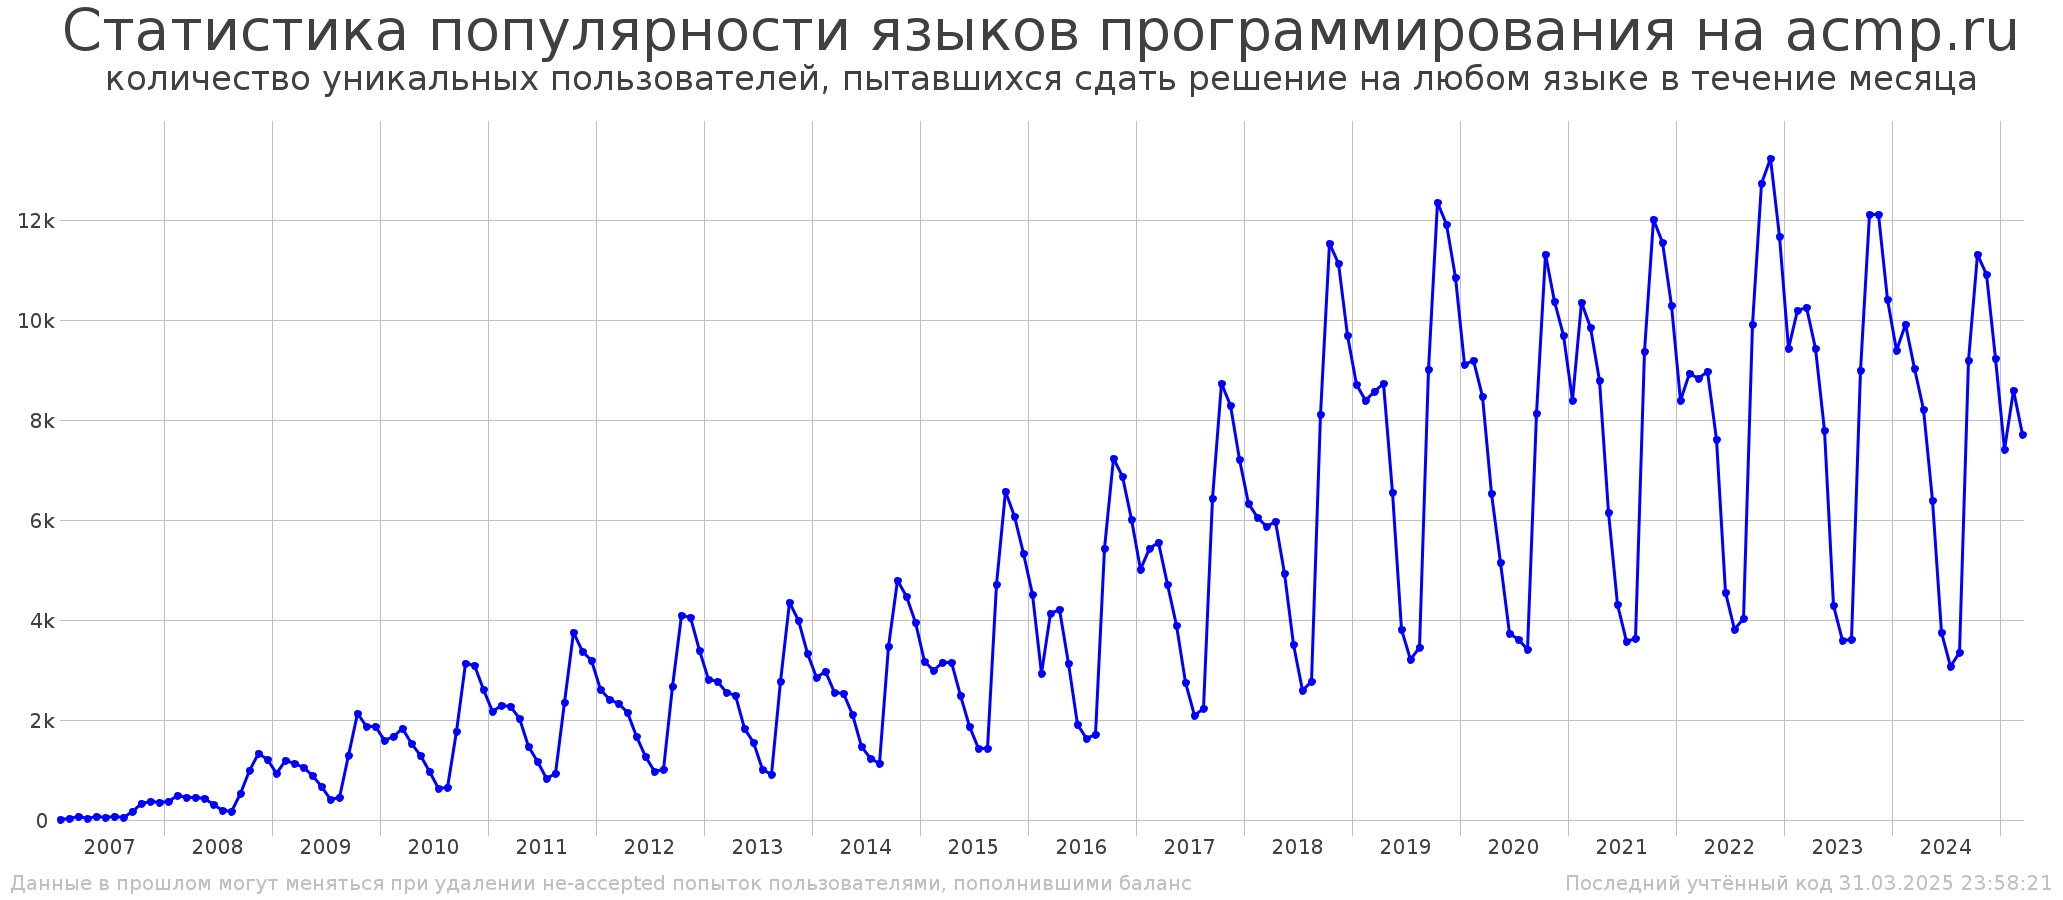 Статистика популярности языков программирования на acmp.ru
количество уникальных пользователей, пытавшихся сдать решение на любом языке в течение месяца
12k
10k
8k
6k
4k
2k
0
2007 2008 2009 2010 2011 2012 2013 2014 2015 2016 2017 2018 2019 2020 2021 2022 2023 2024
Данные в прошлом могут меняться при удалении не-accepted попыток пользователями, пополнившими баланс
Последний учтённый код 31.03.2025 23:58:21